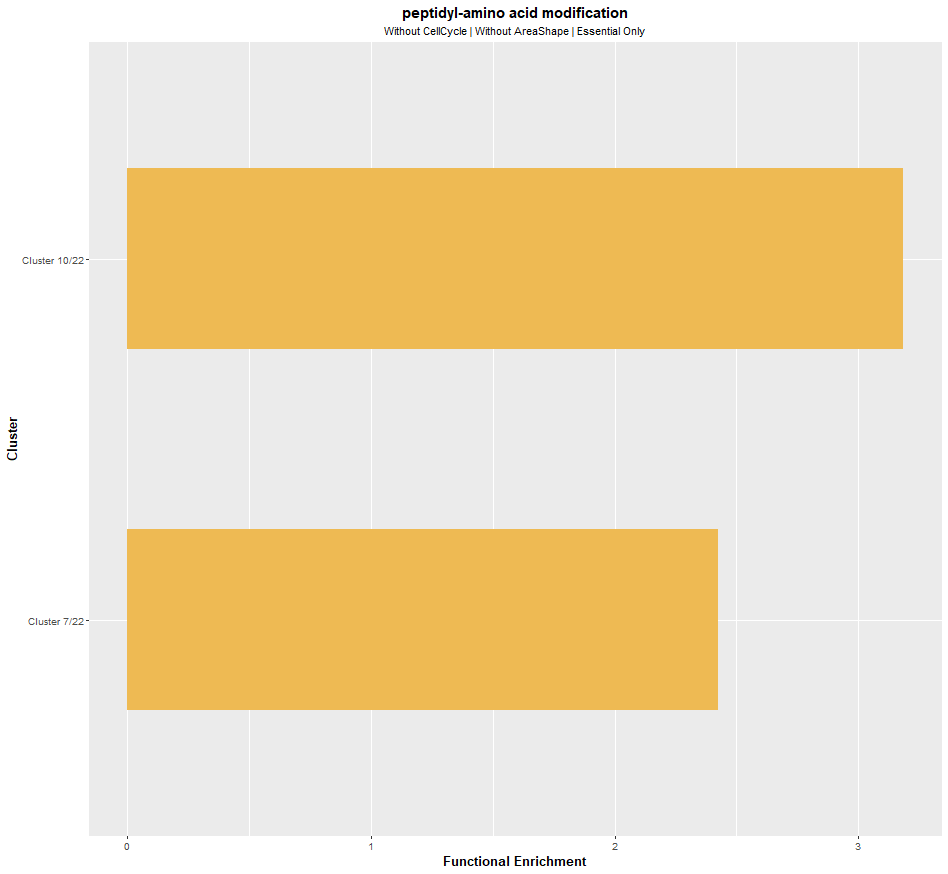 peptidyl-amino acid modification
Without CellCycle | Without AreaShape | Essential Only
Cluster
Cluster 10/22
Cluster 7/22
0 1 2 3
Functional Enrichment